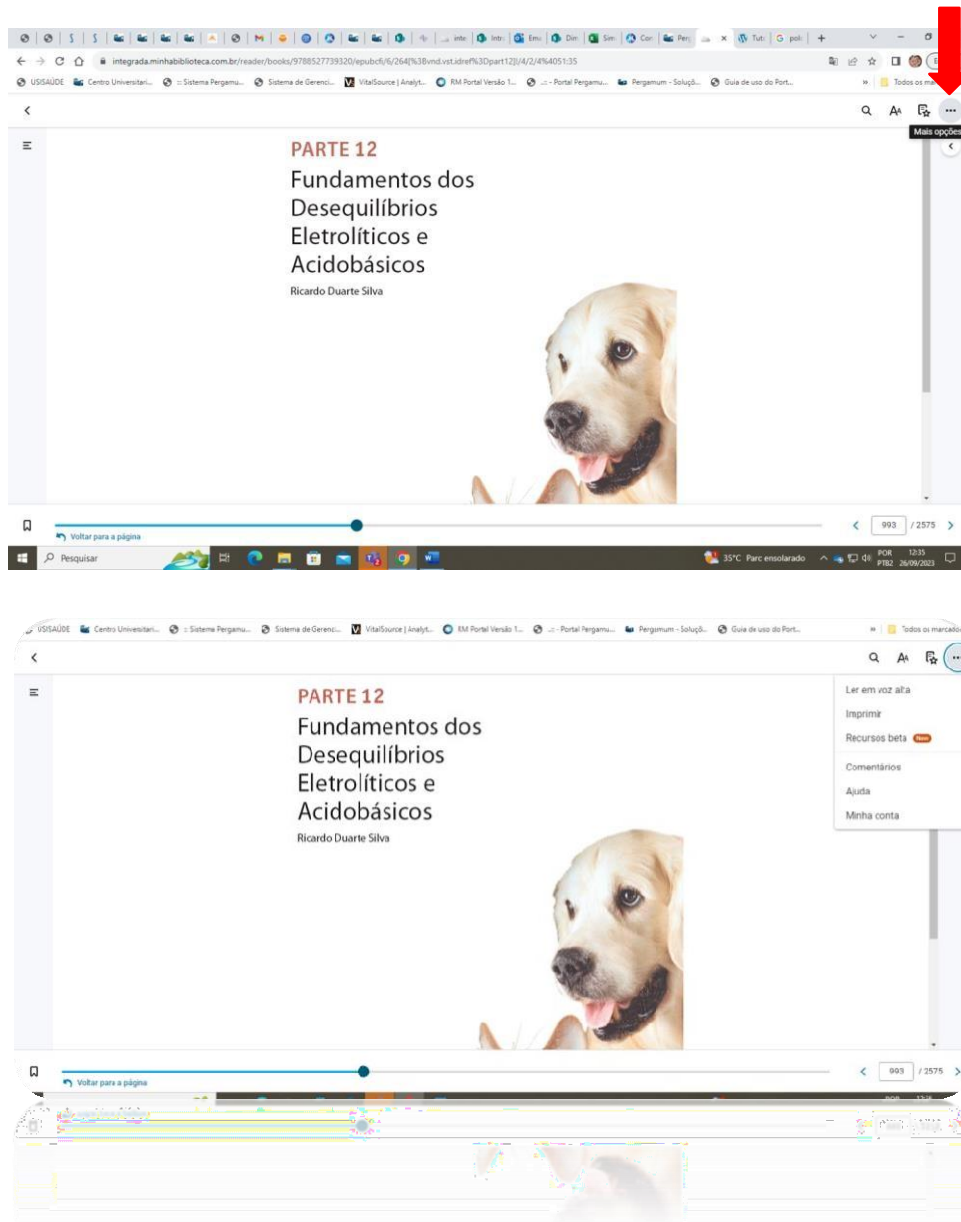 Tut:
poli
integrada.minhabiblioteca.com.br/reader/books/9788527739320/epubcfi/6/264[%3Bvnd.vst.idref%3Dpart12]!/4/2/4%4051:35
USISAÚDE Centro Universitari... :: Sistema Pergamu... Sistema de Gerenci... VitalSource | Analyt... RM Portal Versão 1... ..:: - Portal Pergamu... Pergamum - Soluçõ... Guia de uso do Port... » Todos os
Mais opções
PARTE 12
Fundamentos dos
Desequilíbrios
Eletrolíticos e
Acidobásicos
Ricardo Duarte Silva
993 / 2575
Voltar para a página
Pesquisar 35°C Parc ensolarado POR 12:35
PTB2 26/09/2023
USISAÚDE Centro Universitari... :: Sistema Pergamu... Sistema de Gerenc... VitalSource | Analyt... RM Portal Versão 1... ..:: - Portal Pergamu... Pergamum - Soluçõ... Guia de uso do Port... » Todos os marcado
Ler em voz alta
Imprimir
Recursos beta New
Comentários
Ajuda
Minha conta
PARTE 12
Fundamentos dos
Desequilíbrios
Eletrolíticos e
Acidobásicos
Ricardo Duarte Silva
993 / 2575
Voltar para a página